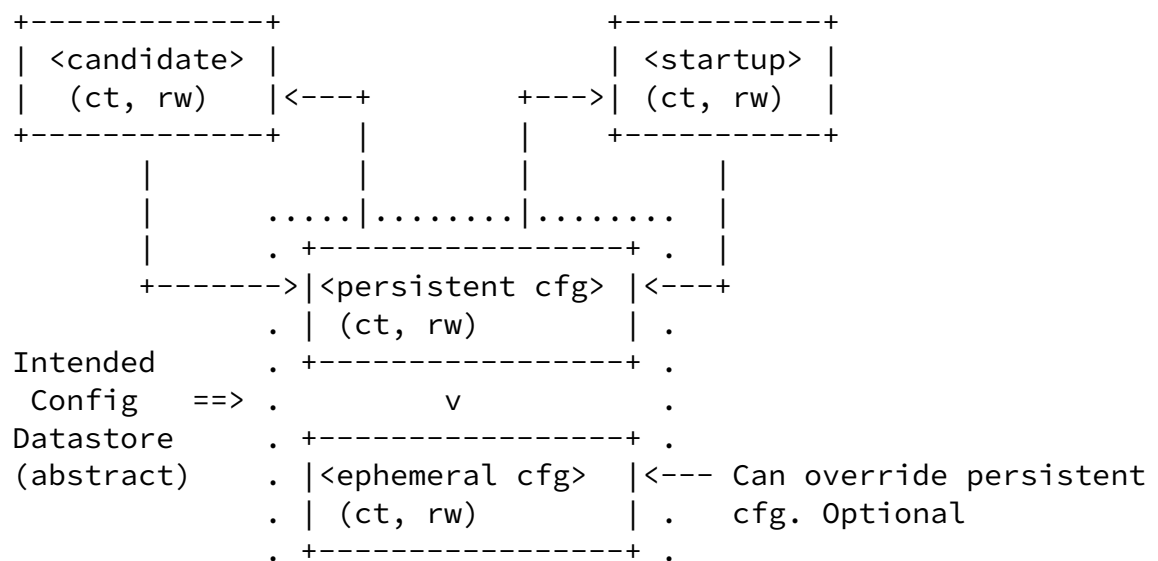 +-------------+                 +-----------+
| <candidate> |                 | <startup> |
|  (ct, rw)   |<---+       +--->| (ct, rw)  |
+-------------+    |       |    +-----------+
       |           |       |          |
       |      .....|.......|........  |
       |      . +-----------------+ . |
       +------->|<persistent cfg> |<---+
              . | (ct, rw)        | .
Intended      . +-----------------+ .
 Config   ==> .        v            .
Datastore     . +-----------------+ .
(abstract)    . |<ephemeral cfg>  |<--- Can override persistent
              . | (ct, rw)        | .   cfg. Optional
              . +-----------------+ .